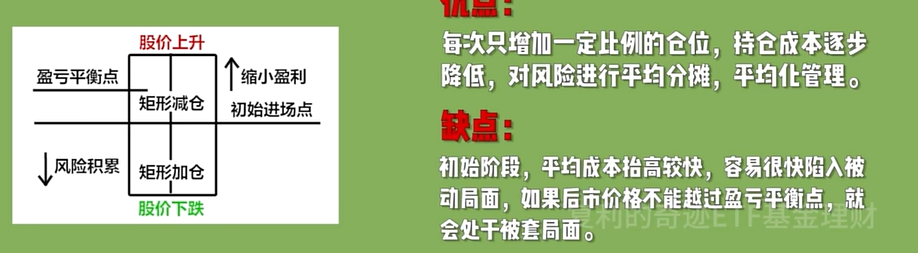 优点：
股价上升
盈亏平衡点
缩小盈利
矩形减仓
初始进场点
风险积累
矩形加仓
股价下跌
每次只增加一定比例的仓位，持仓成本逐步
降低，对风险进行平均分摊，平均化管理。
缺点：
初始阶段，平均成本抬高较快，容易很快陷入被
动局面，如果后市价格不能越过盈亏平衡点，就
会处于被套局面。
复利的奇迹ETF基金理财